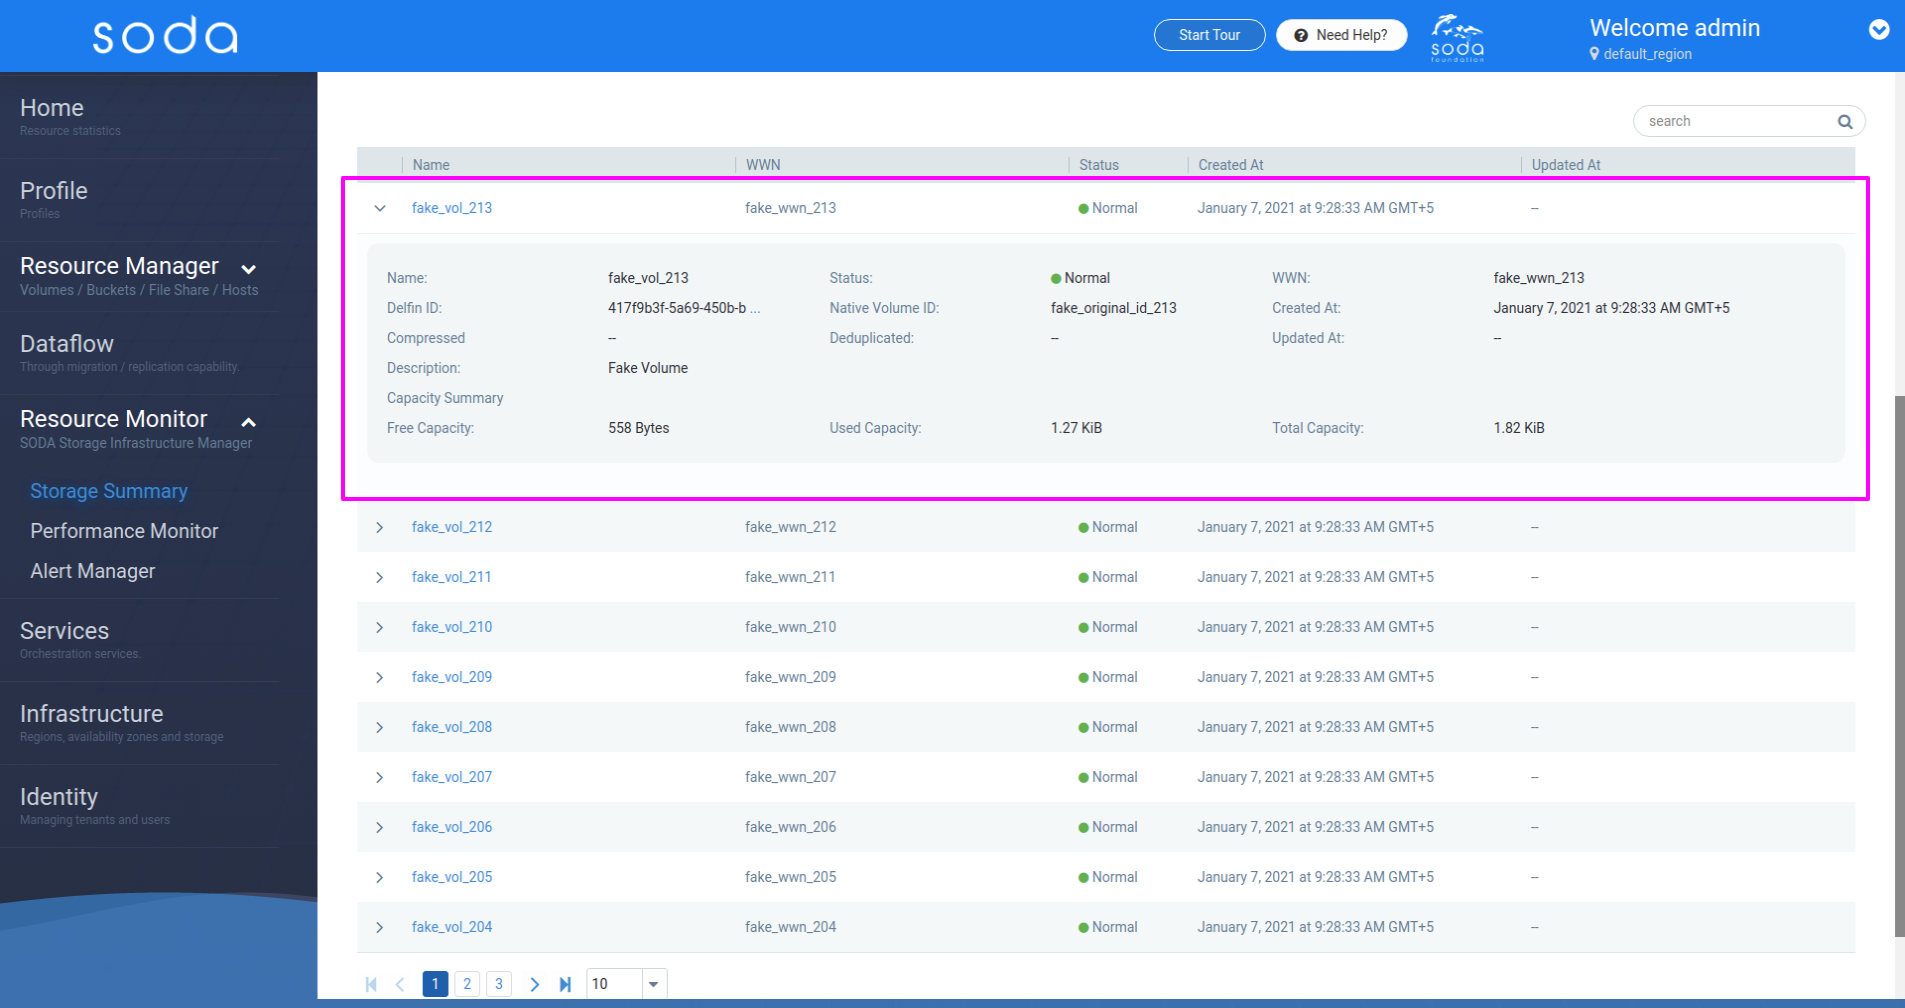 soda
Start Tour
Need Help?
soda
foundation
Welcome admin
default_region
Home
Resource statistics
Profile
Profiles
Resource Manager
Volumes / Buckets / File Share / Hosts
Dataflow
Through migration / replication capability.
Resource Monitor
SODA Storage Infrastructure Manager
Storage Summary
Performance Monitor
Alert Manager
Services
Orchestration services.
Infrastructure
Regions, availability zones and storage
Identity
Managing tenants and users
search
Name WWN Status Created At Updated At
fake_vol_213 fake_wwn_213 Normal January 7, 2021 at 9:28:33 AM GMT+5 --
Name: fake_vol_213 Status: Normal WWN: fake_wwn_213
Delfin ID: 417f9b3f-5a69-450b-b ... Native Volume ID: fake_original_id_213 Created At: January 7, 2021 at 9:28:33 AM GMT+5
Compressed -- Deduplicated: -- Updated At: --
Description: Fake Volume
Capacity Summary
Free Capacity: 558 Bytes Used Capacity: 1.27 KiB Total Capacity: 1.82 KiB
fake_vol_212 fake_wwn_212 Normal January 7, 2021 at 9:28:33 AM GMT+5 --
fake_vol_211 fake_wwn_211 Normal January 7, 2021 at 9:28:33 AM GMT+5 --
fake_vol_210 fake_wwn_210 Normal January 7, 2021 at 9:28:33 AM GMT+5 --
fake_vol_209 fake_wwn_209 Normal January 7, 2021 at 9:28:33 AM GMT+5 --
fake_vol_208 fake_wwn_208 Normal January 7, 2021 at 9:28:33 AM GMT+5 --
fake_vol_207 fake_wwn_207 Normal January 7, 2021 at 9:28:33 AM GMT+5 --
fake_vol_206 fake_wwn_206 Normal January 7, 2021 at 9:28:33 AM GMT+5 --
fake_vol_205 fake_wwn_205 Normal January 7, 2021 at 9:28:33 AM GMT+5 --
fake_vol_204 fake_wwn_204 Normal January 7, 2021 at 9:28:33 AM GMT+5 --
1 2 3 10